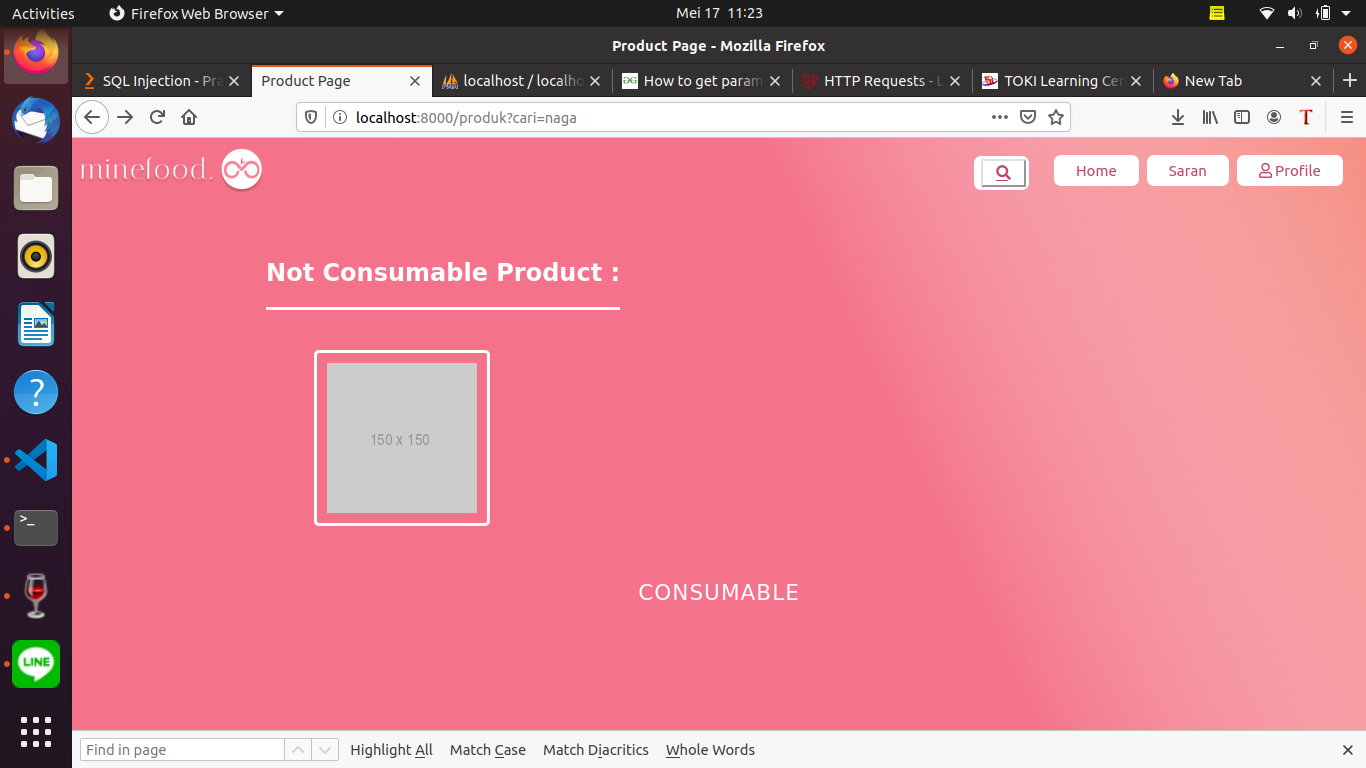 Activities
Firefox Web Browser
Mei 17 11:23
Product Page - Mozilla Firefox
SQL Injection - Pra
Product Page
localhost / localho
How to get param
HTTP Requests - L
TOKI Learning Cen
New Tab
localhost:8000/produk?cari=naga
minefood.
Home
Saran
Profile
Not Consumable Product :
150 x 150
CONSUMABLE
LINE
Find in page
Highlight All
Match Case
Match Diacritics
Whole Words